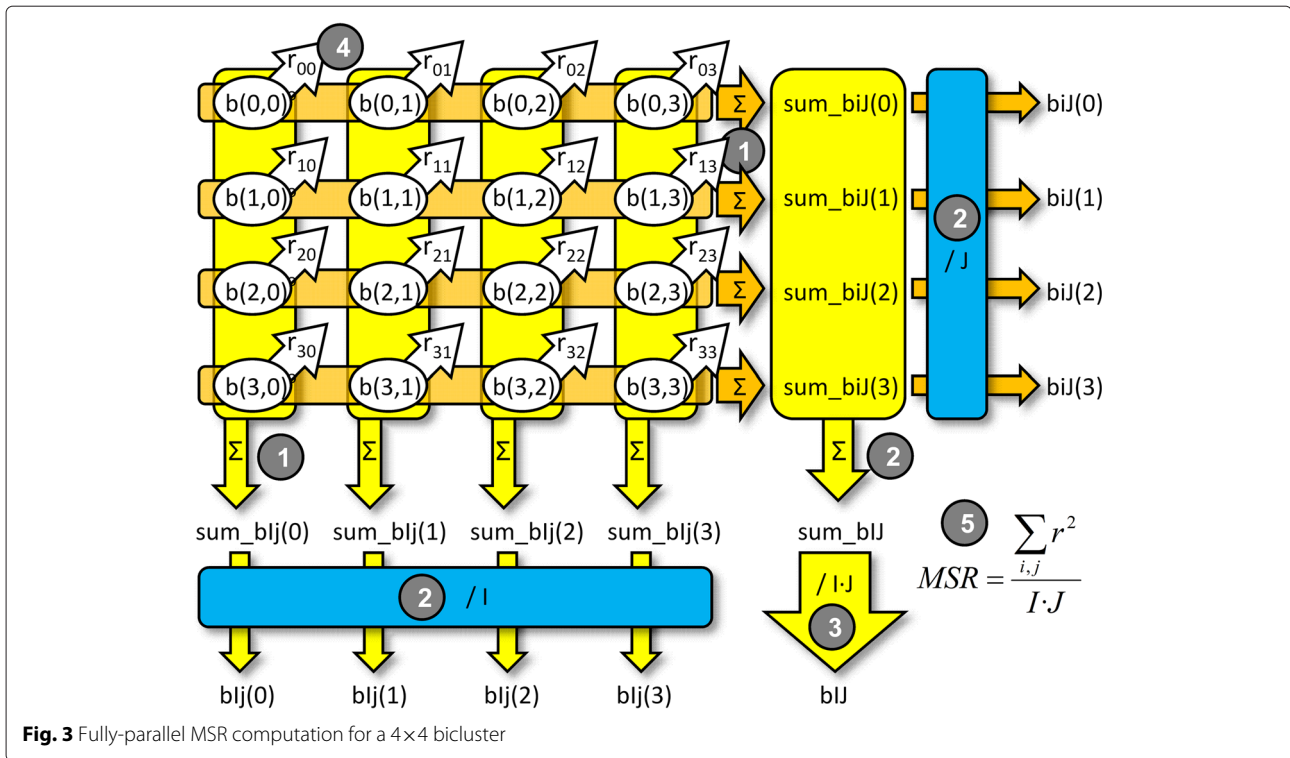 4
r00 r01 r02 r03
b(0,0) b(0,1) b(0,2) b(0,3) Σ sum_biJ(0) biJ(0)
1
r10 r11 r12 r13
b(1,0) b(1,1) b(1,2) b(1,3) Σ sum_biJ(1) biJ(1)
2
/ J
r20 r21 r22 r23
b(2,0) b(2,1) b(2,2) b(2,3) Σ sum_biJ(2) biJ(2)
r30 r31 r32 r33
b(3,0) b(3,1) b(3,2) b(3,3) Σ sum_biJ(3) biJ(3)
Σ 1 Σ Σ Σ Σ 2
sum_bIj(0) sum_bIj(1) sum_bIj(2) sum_bIj(3) sum_bIJ 5
MSR = ∑i,j r² / I·J
2 / I
/ I·J
3
bIj(0) bIj(1) bIj(2) bIj(3) bIJ
Fig. 3 Fully-parallel MSR computation for a 4×4 bicluster